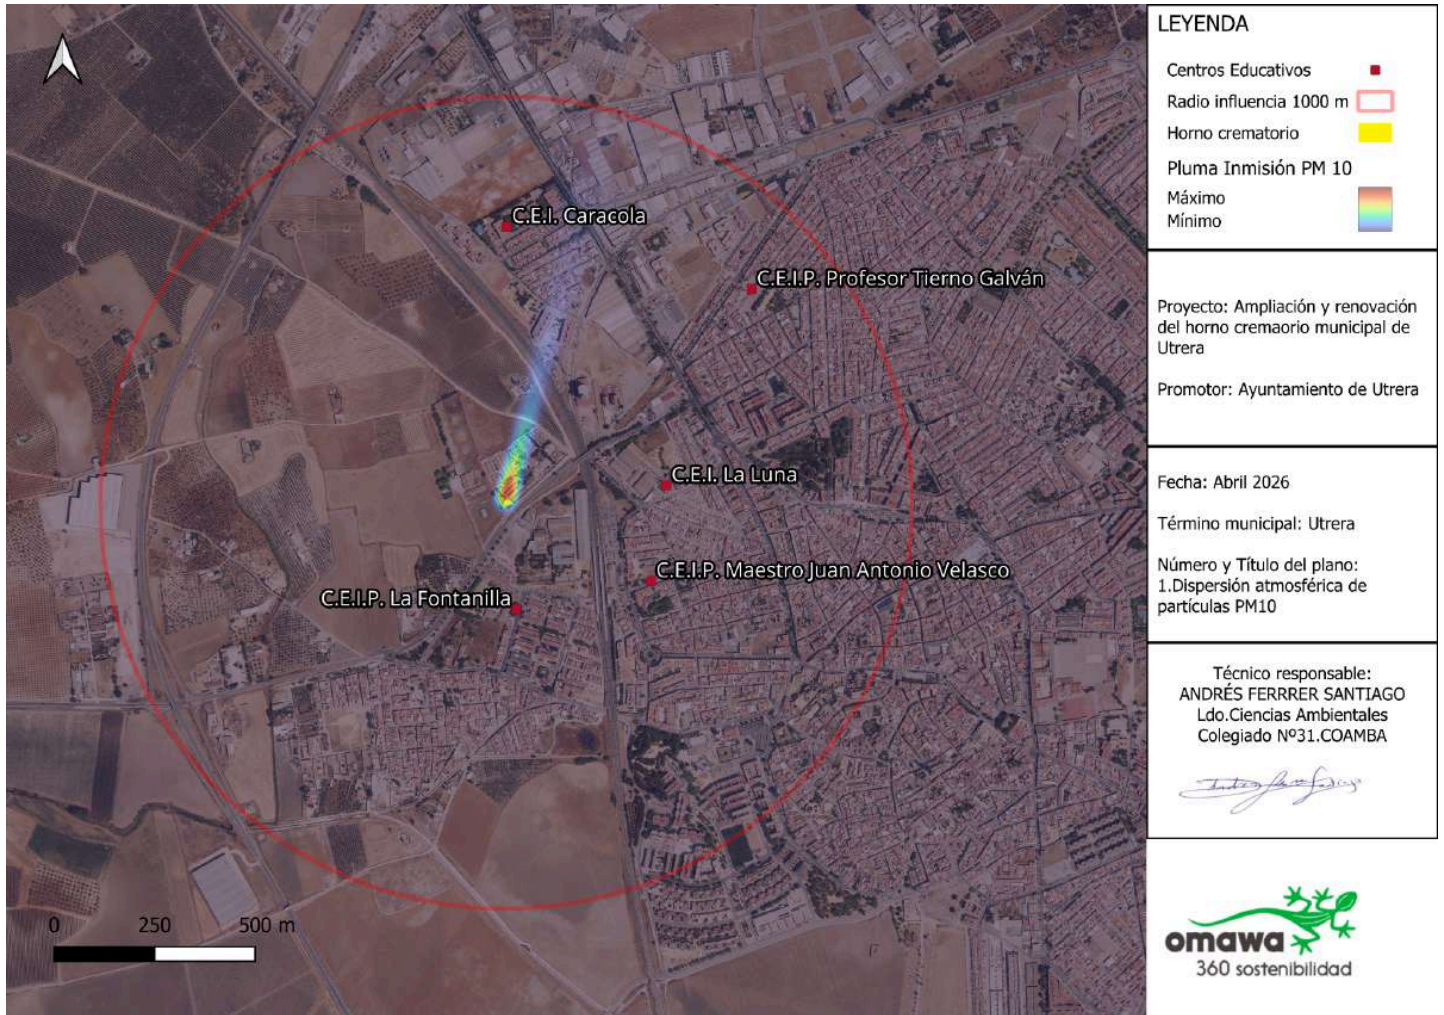 C.E.I. Caracola
C.E.I.P. Profesor Tierno Galván
C.E.I. La Luna
C.E.I.P. Maestro Juan Antonio Velasco
C.E.I.P. La Fontanilla
0 250 500 m
LEYENDA
Centros Educativos
Radio influencia 1000 m
Horno crematorio
Pluma Inmisión PM 10
Máximo
Mínimo
Proyecto: Ampliación y renovación
del horno cremaorio municipal de
Utrera
Promotor: Ayuntamiento de Utrera
Fecha: Abril 2026
Término municipal: Utrera
Número y Título del plano:
1.Dispersión atmosférica de
partículas PM10
Técnico responsable:
ANDRÉS FERRRER SANTIAGO
Ldo.Ciencias Ambientales
Colegiado Nº31.COAMBA
omawa
360 sostenibilidad